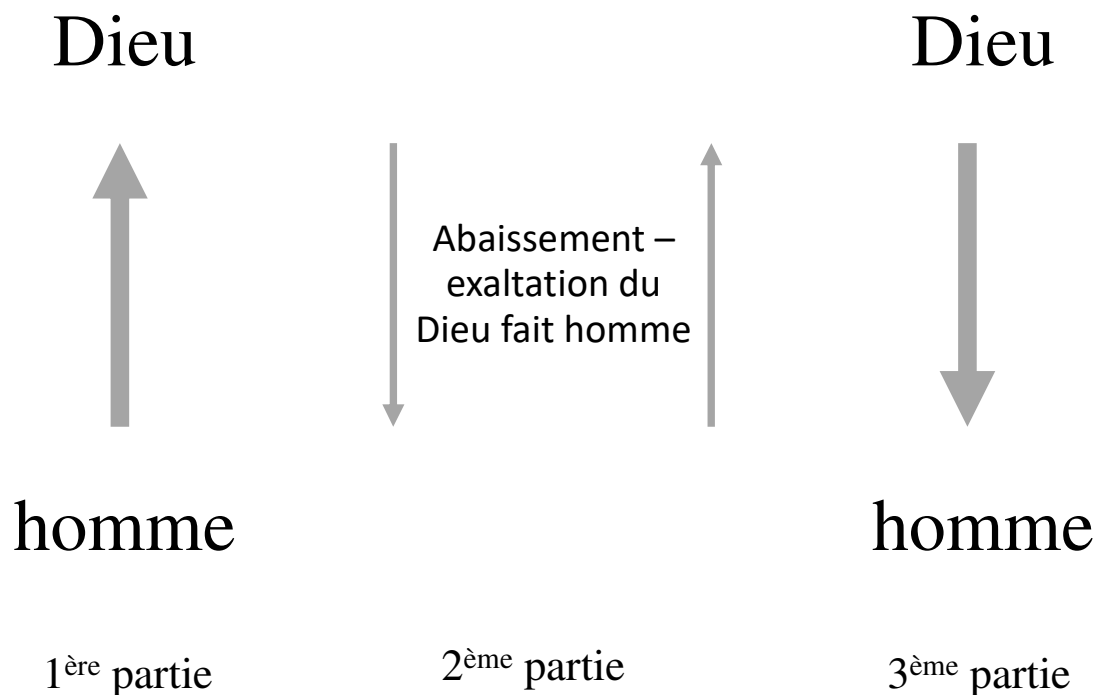 Dieu
Dieu
Abaissement –
exaltation du
Dieu fait homme
homme
homme
1ère partie
2ème partie
3ème partie